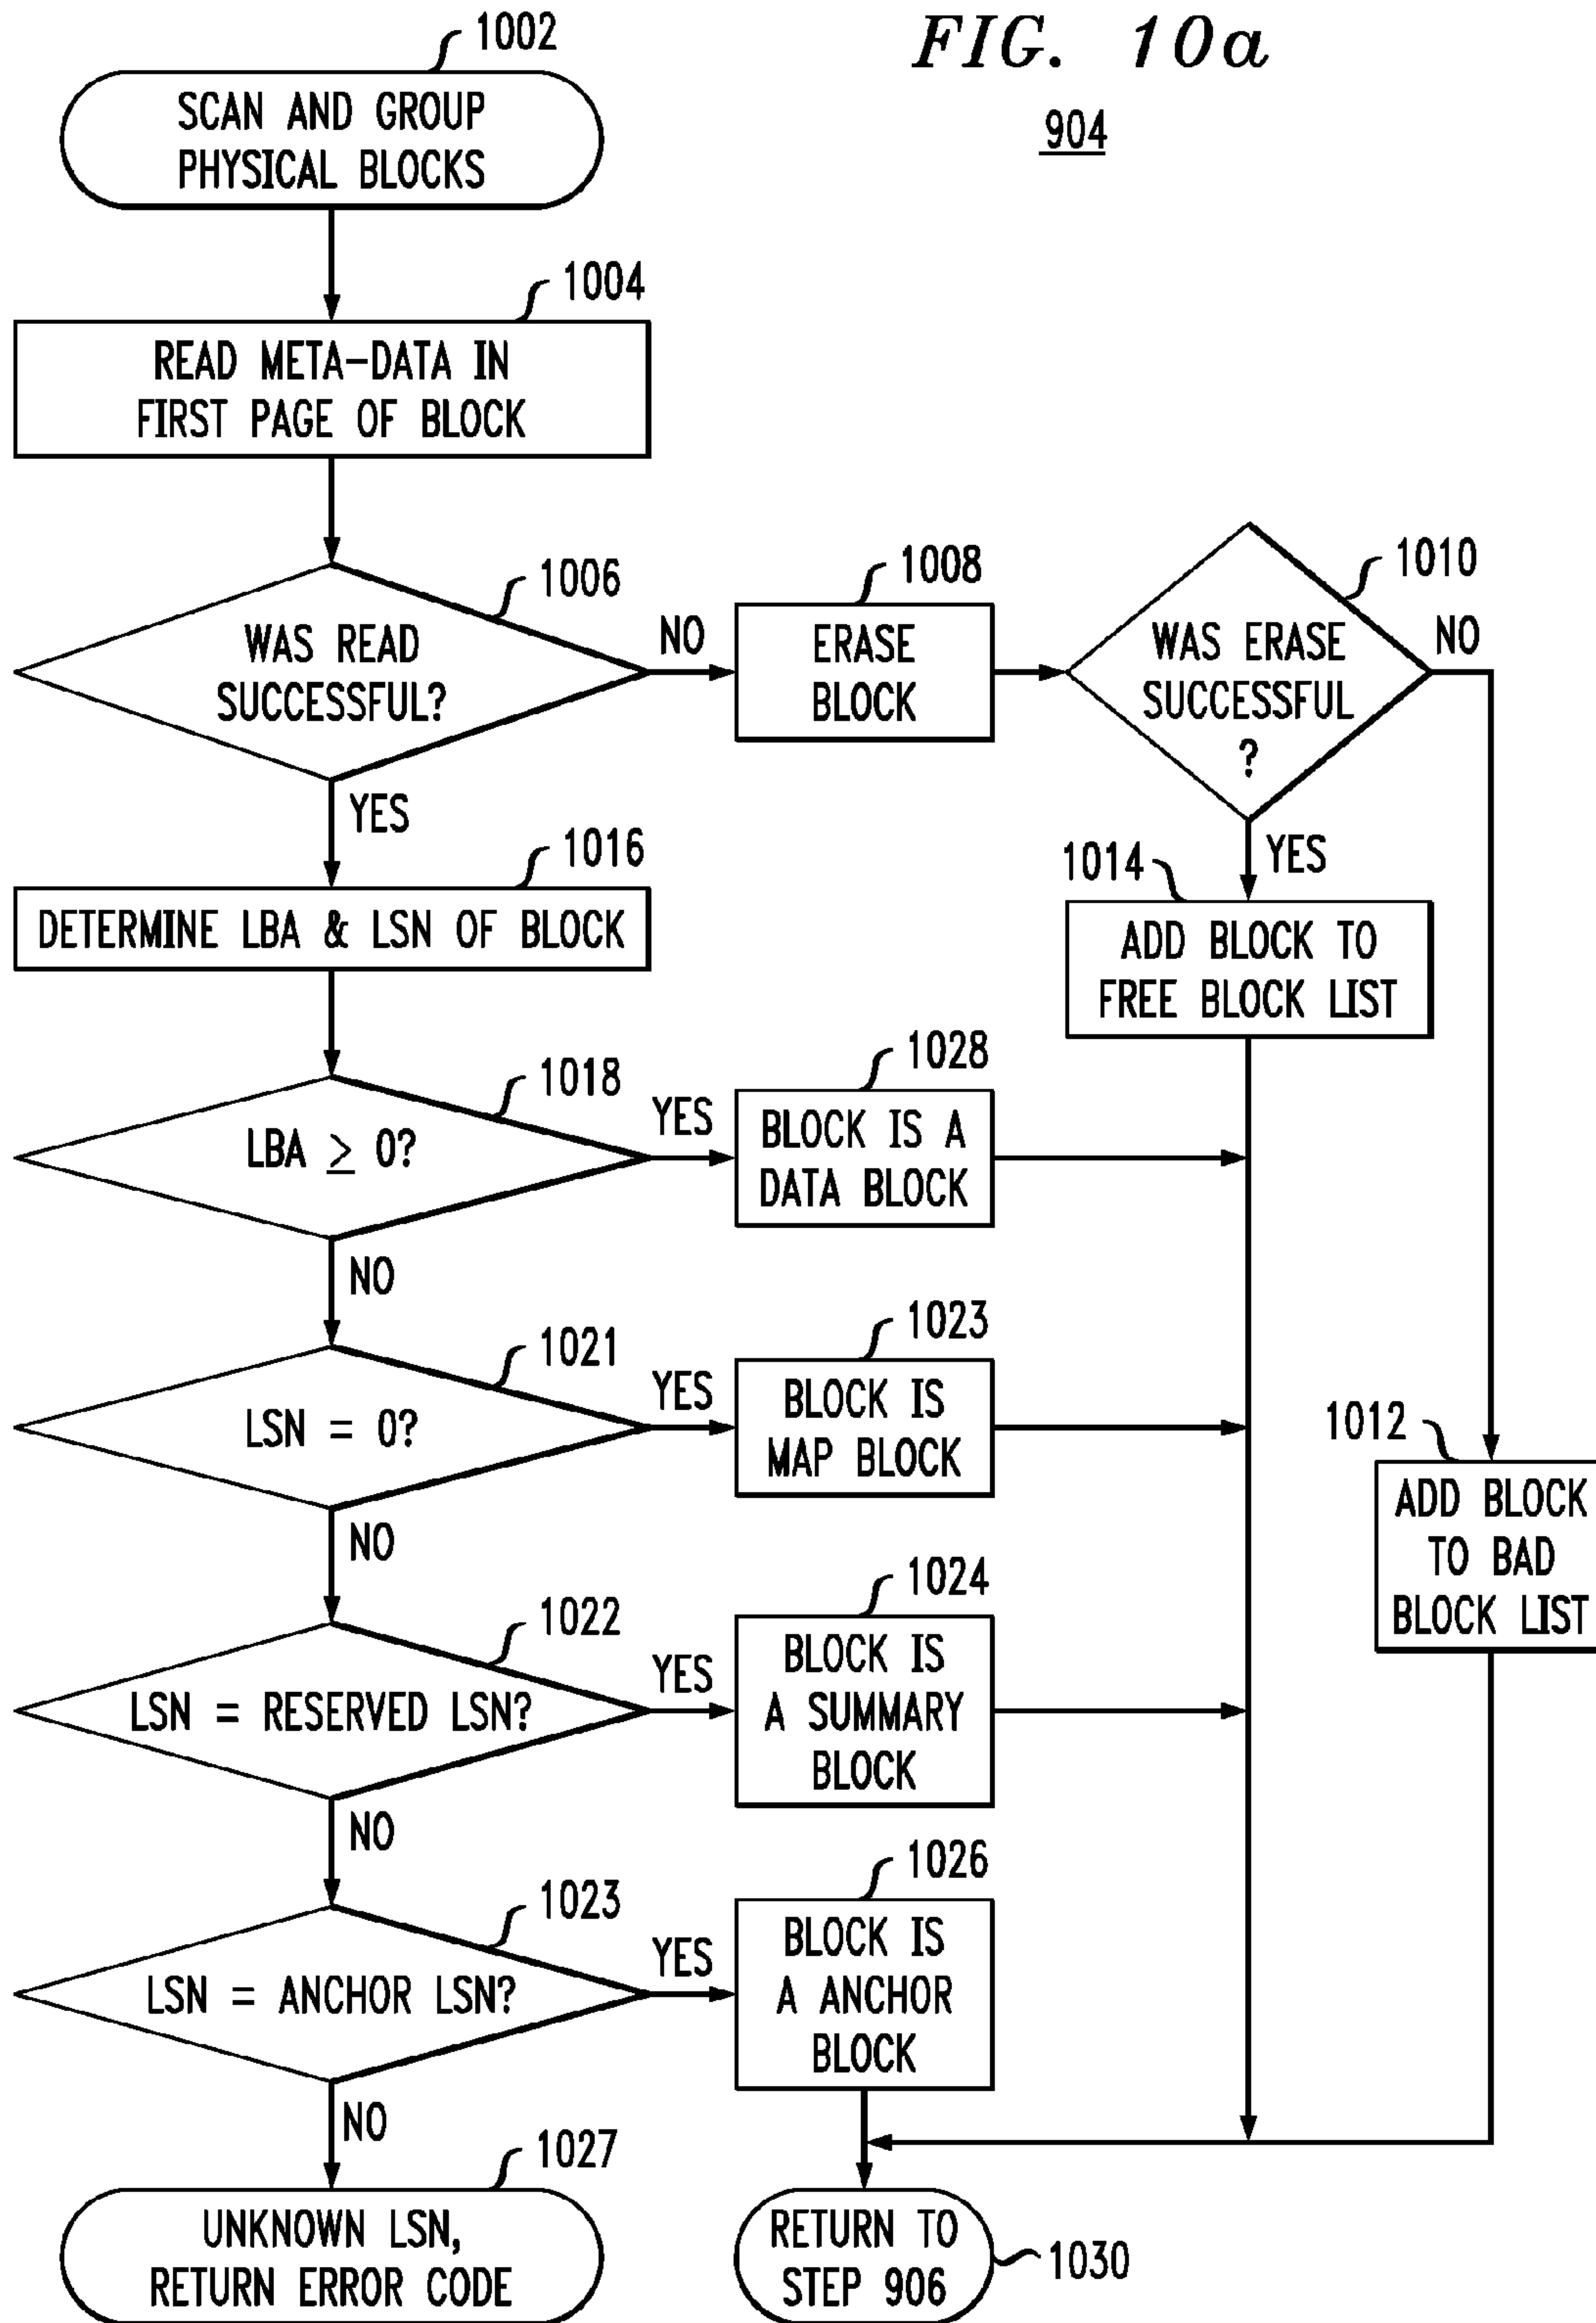 FIG. 10a
904
1002
SCAN AND GROUP
PHYSICAL BLOCKS
1004
READ META-DATA IN
FIRST PAGE OF BLOCK
1006
WAS READ
SUCCESSFUL?
NO
YES
1008
ERASE
BLOCK
1010
WAS ERASE
SUCCESSFUL
?
NO
YES
1014
ADD BLOCK TO
FREE BLOCK LIST
1012
ADD BLOCK
TO BAD
BLOCK LIST
1016
DETERMINE LBA & LSN OF BLOCK
1018
LBA ≥ 0?
YES
NO
1028
BLOCK IS A
DATA BLOCK
1021
LSN = 0?
YES
NO
1023
BLOCK IS
MAP BLOCK
1022
LSN = RESERVED LSN?
YES
NO
1024
BLOCK IS
A SUMMARY
BLOCK
1023
LSN = ANCHOR LSN?
YES
NO
1026
BLOCK IS
A ANCHOR
BLOCK
1027
UNKNOWN LSN,
RETURN ERROR CODE
RETURN TO
STEP 906
1030